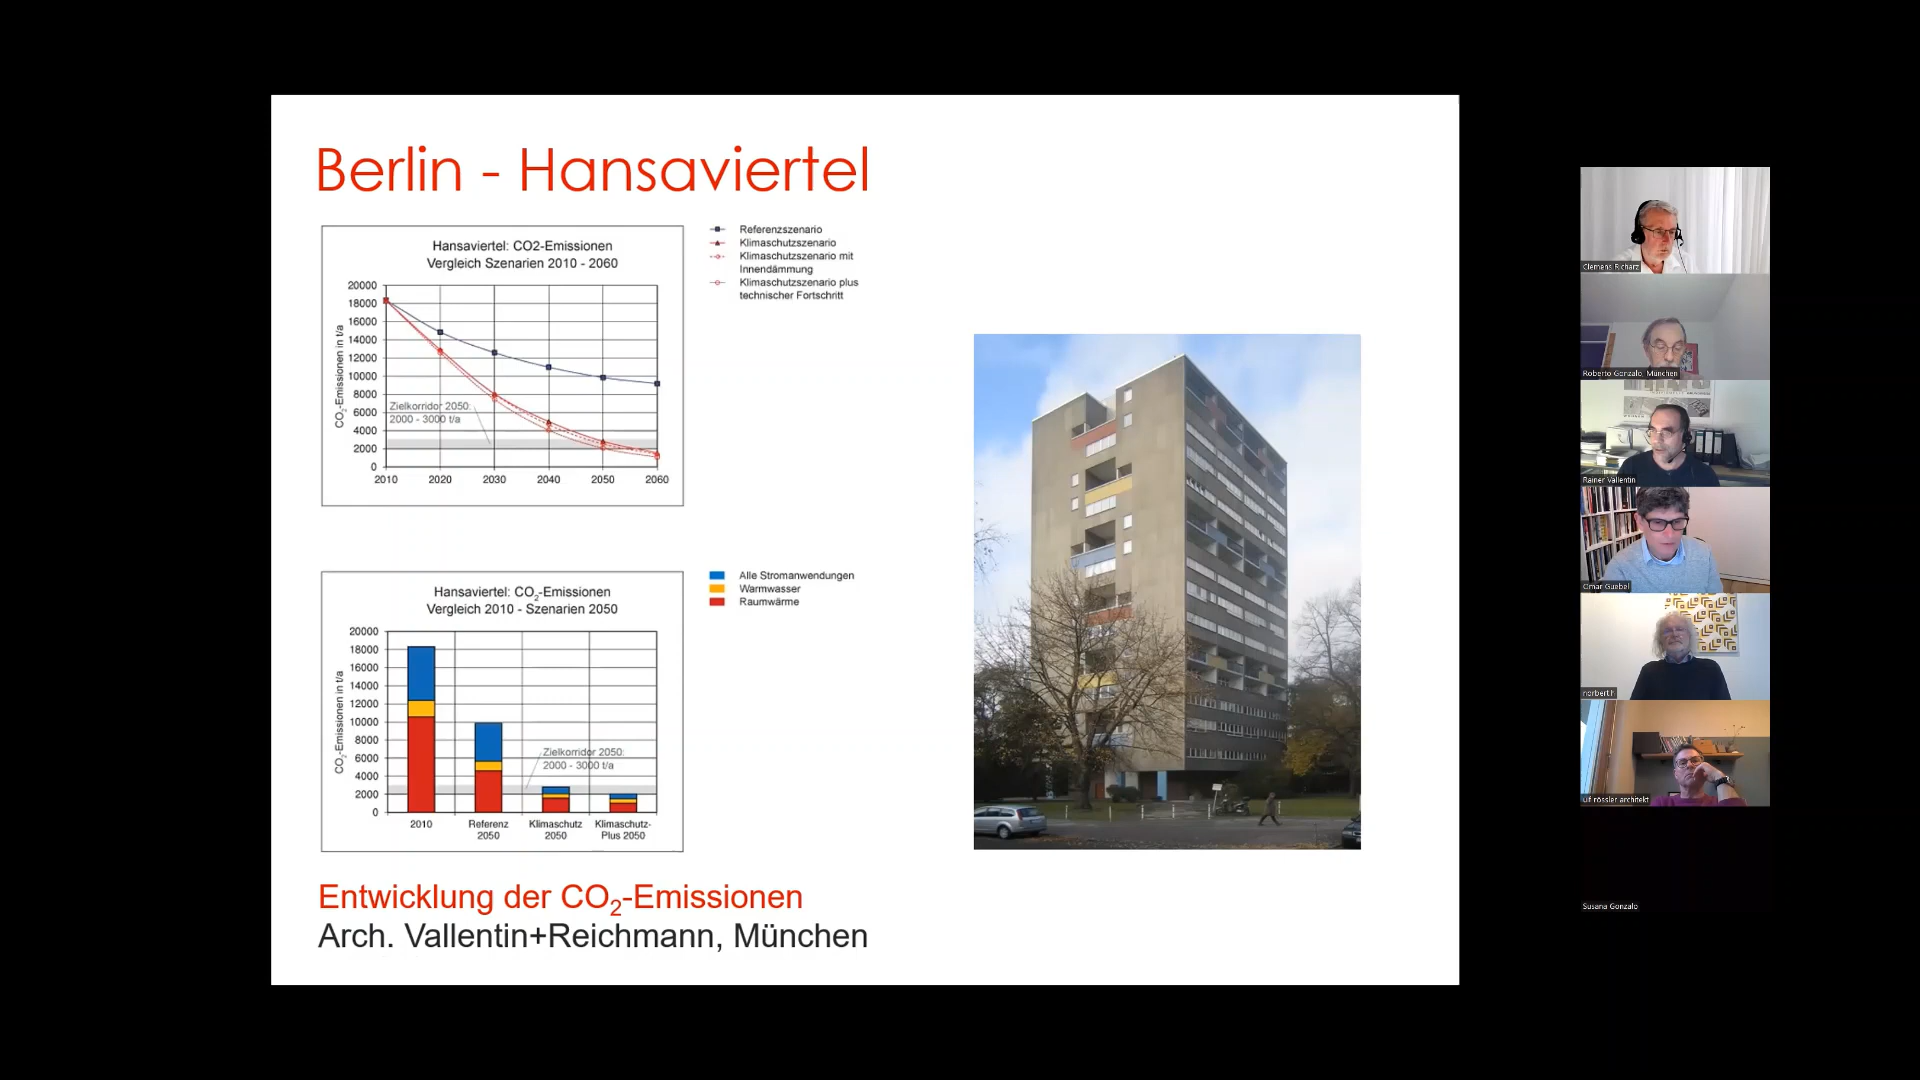 Berlin - Hansaviertel
Hansaviertel: CO2-Emissionen
Vergleich Szenarien 2010 - 2060
CO2-Emissionen in t/a
20000
18000
16000
14000
12000
10000
8000
6000
4000
2000
0
Zielkorridor 2050:
2000 - 3000 t/a
2010 2020 2030 2040 2050 2060
Referenzszenario
Klimaschutzszenario
Klimaschutzszenario mit
Innendämmung
Klimaschutzszenario plus
technischer Fortschritt
Hansaviertel: CO2-Emissionen
Vergleich 2010 - Szenarien 2050
CO2-Emissionen in t/a
20000
18000
16000
14000
12000
10000
8000
6000
4000
2000
0
Zielkorridor 2050:
2000 - 3000 t/a
2010 Referenz Klimaschutz Klimaschutz-
2050 2050 Plus 2050
Alle Stromanwendungen
Warmwasser
Raumwärme
Entwicklung der CO2-Emissionen
Arch. Vallentin+Reichmann, München
Clemens Richarz
Roberto Gonzalo, München
Rainer Vallentin
Omar Guebel
norbert h
ulf rössler architekt
Susana Gonzalo